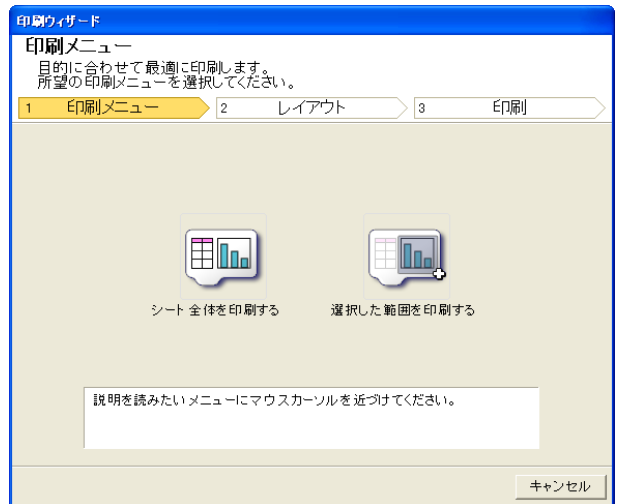 印刷ウィザード
印刷メニュー
目的に合わせて最適に印刷します。
所望の印刷メニューを選択してください。
1 印刷メニュー 2 レイアウト 3 印刷
シート全体を印刷する 選択した範囲を印刷する
説明を読みたいメニューにマウスカーソルを近づけてください。
キャンセル